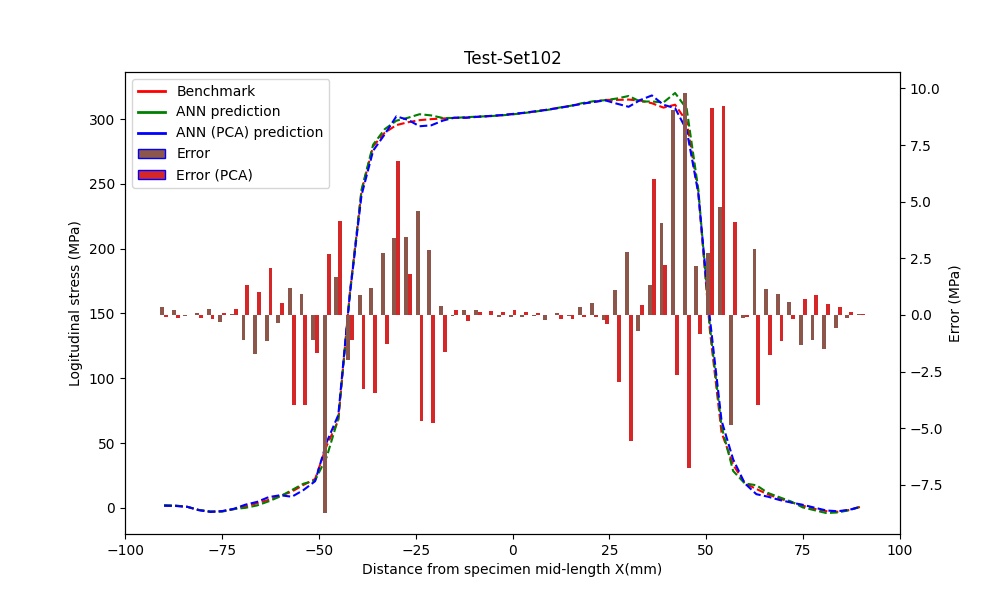 Test-Set102
Benchmark
ANN prediction
ANN (PCA) prediction
Error
Error (PCA)
300
250
200
150
100
50
0
Logitudinal stress (MPa)
10.0
7.5
5.0
2.5
0.0
−2.5
−5.0
−7.5
Error (MPa)
−100 −75 −50 −25 0 25 50 75 100
Distance from specimen mid-length X(mm)